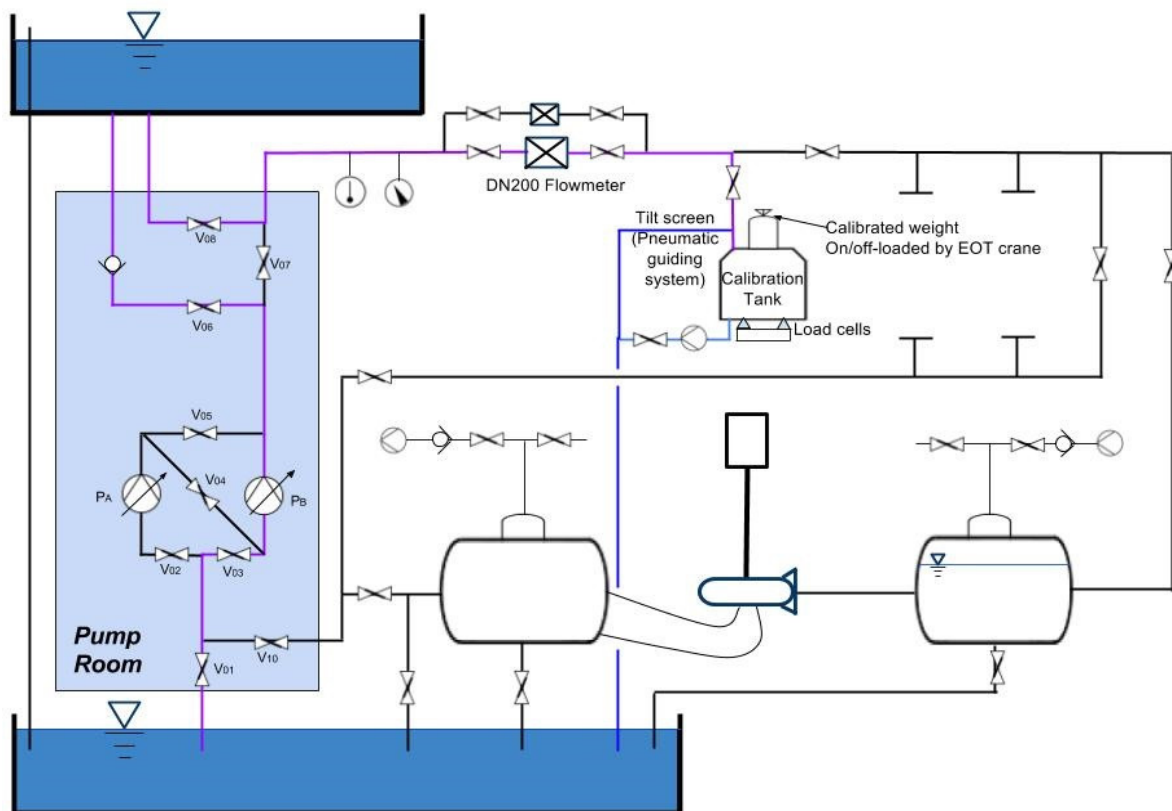 DN200 Flowmeter
V08
V07
Tilt screen
(Pneumatic
guiding
system)
Calibrated weight
On/off-loaded by EOT crane
Calibration
Tank
Load cells
V06
V05
V04
PA
PB
V02
V03
Pump
Room
V10
V01